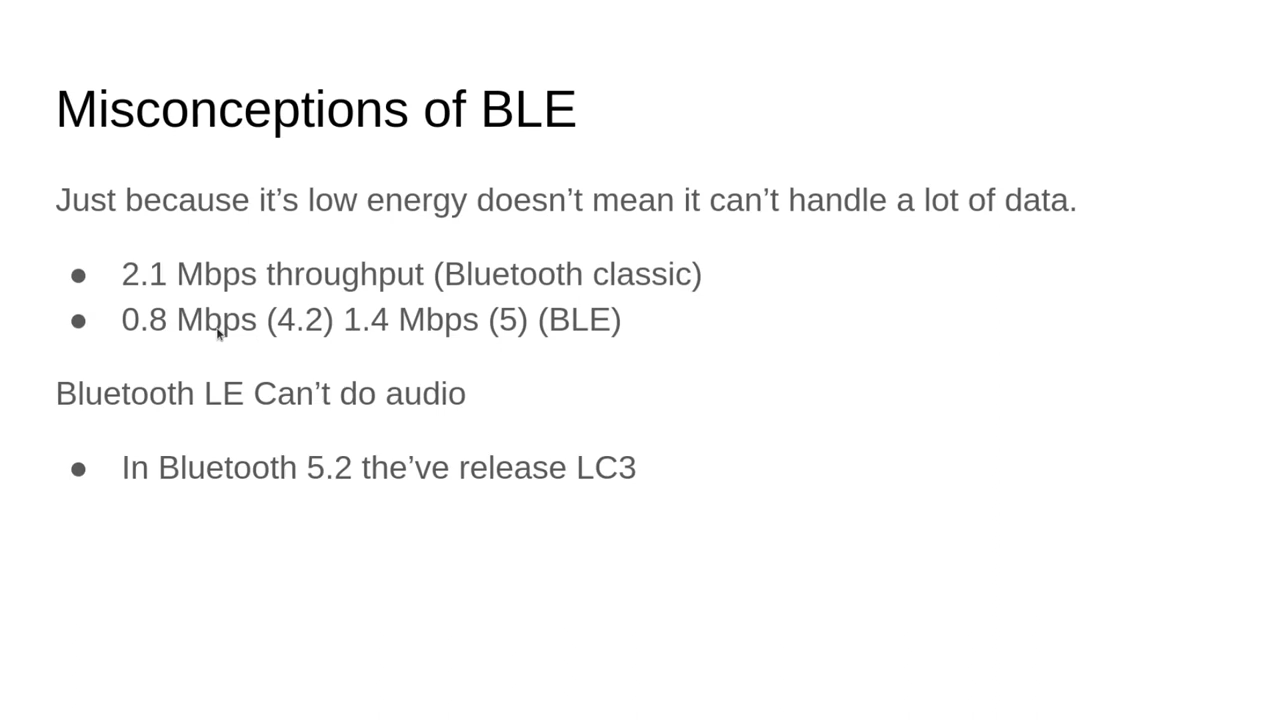 Misconceptions of BLE
Just because it’s low energy doesn’t mean it can’t handle a lot of data.
● 2.1 Mbps throughput (Bluetooth classic)
● 0.8 Mbps (4.2) 1.4 Mbps (5) (BLE)
Bluetooth LE Can’t do audio
● In Bluetooth 5.2 the’ve release LC3